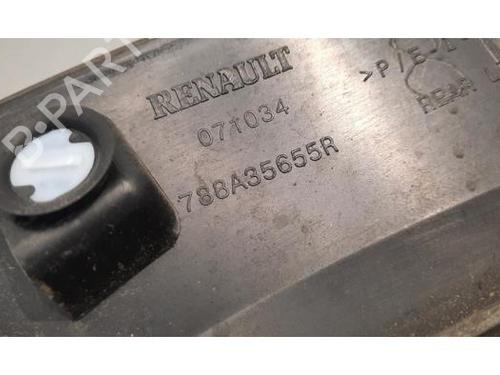 RENAULT
071034
788A35655R
>P/E
REAR
B-PART